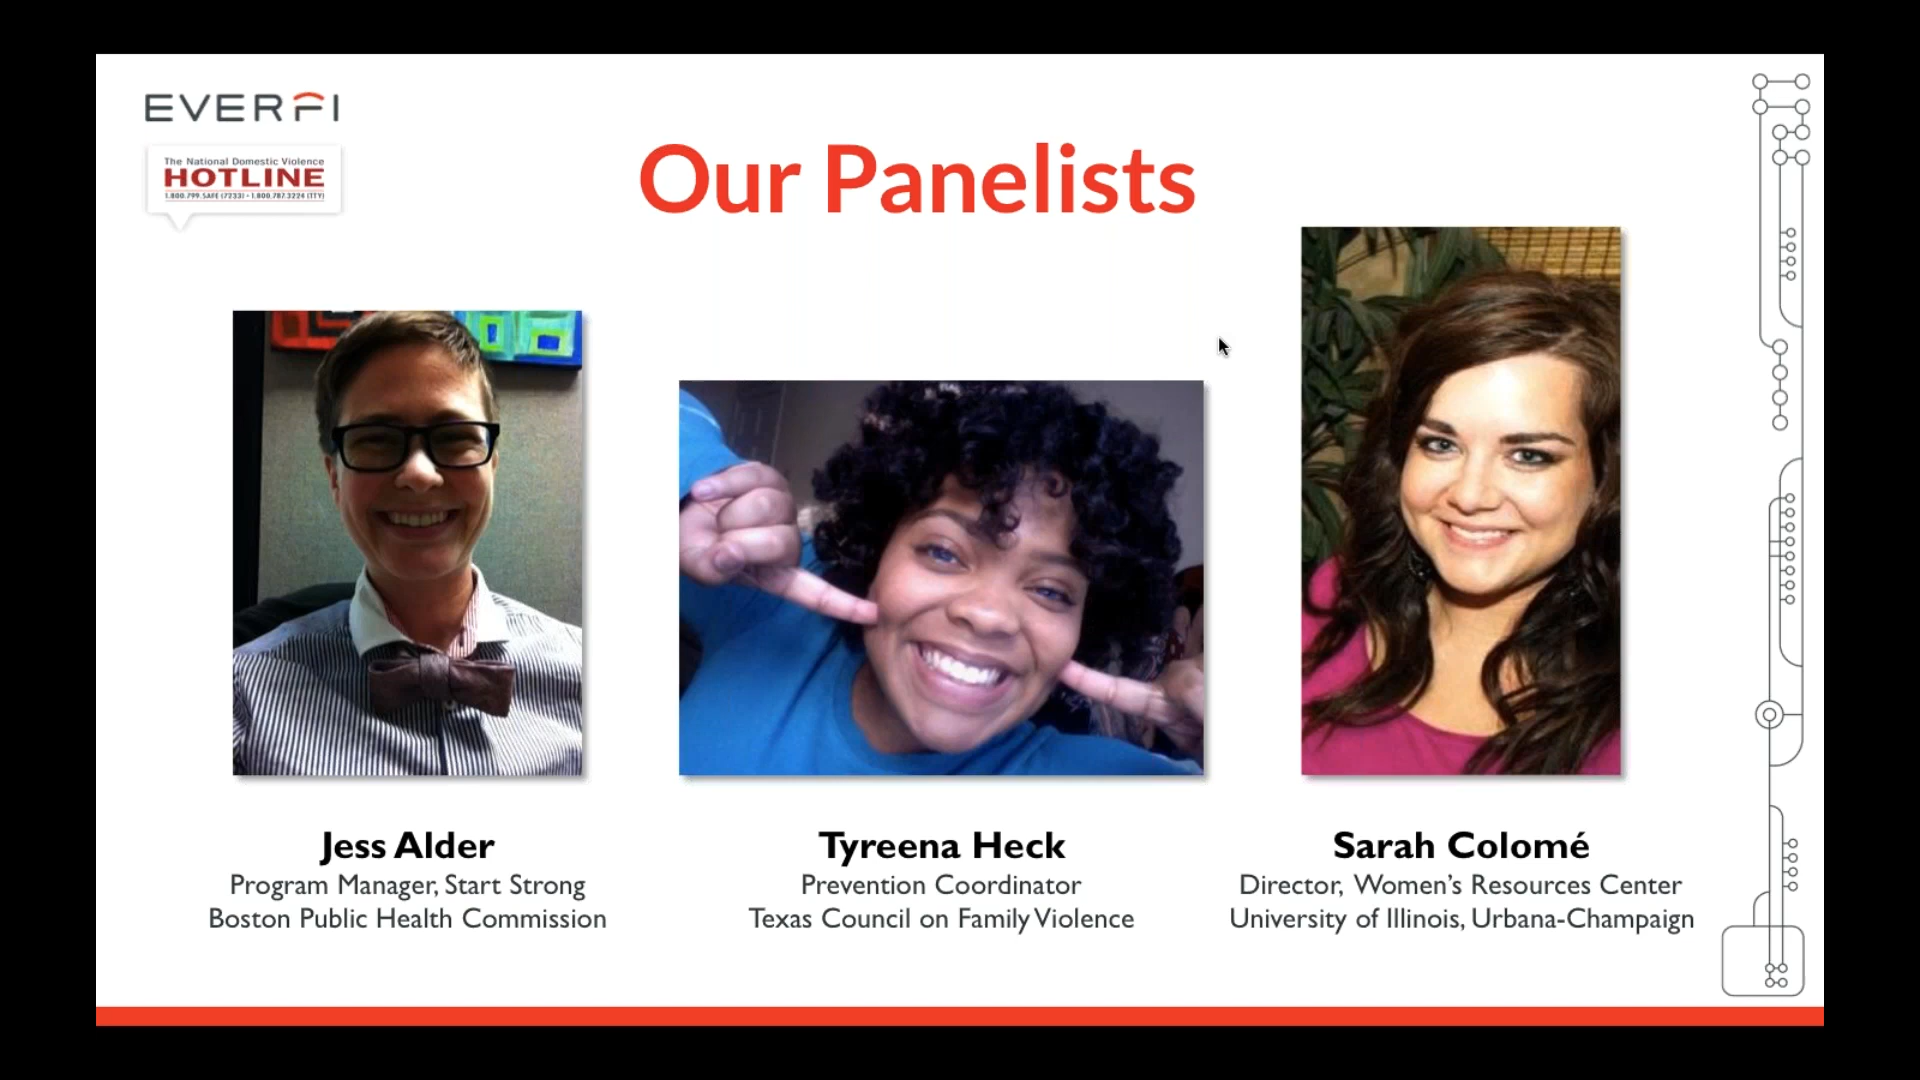 EVERFI
The National Domestic Violence
HOTLINE
1.800.799.SAFE (7233) • 1.800.787.3224 (TTY)
Our Panelists
Jess Alder
Program Manager, Start Strong
Boston Public Health Commission
Tyreena Heck
Prevention Coordinator
Texas Council on Family Violence
Sarah Colomé
Director, Women's Resources Center
University of Illinois, Urbana-Champaign